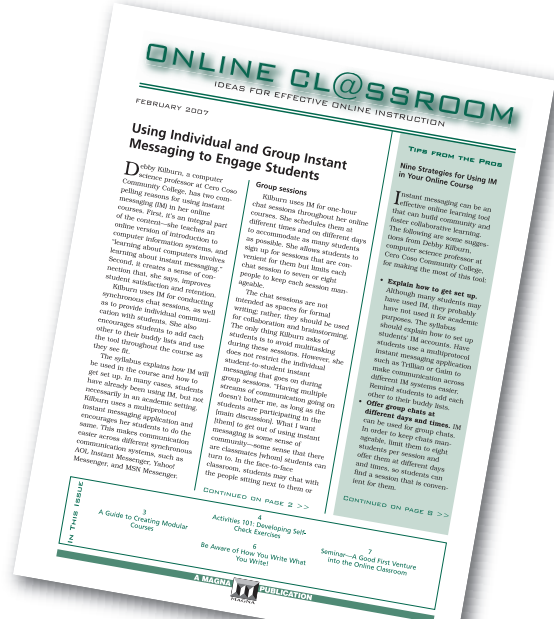 ONLINE CL@SSROOM
IDEAS FOR EFFECTIVE ONLINE INSTRUCTION
FEBRUARY 2007
Using Individual and Group Instant
Messaging to Engage Students
Debby Kilburn, a computer
science professor at Cero Coso
Community College, has two com-
pelling reasons for using instant
messaging (IM) in her online
courses. First, it's an integral part
of the content—she teaches an
online version of introduction to
computer information systems, and
"learning about computers involves
learning about instant messaging."
Second, it creates a sense of con-
nection that, she says, improves
student satisfaction and retention.
Kilburn uses IM for conducting
synchronous chat sessions, as well
as to provide individual communi-
cation with students. She also
encourages students to add each
other to their buddy lists and use
the tool throughout the course as
they see fit.
The syllabus explains how IM will
be used in the course and how to
get set up. In many cases, students
have already been using IM, but not
necessarily in an academic setting.
Kilburn uses a multiprotocol
instant messaging application and
encourages her students to do the
same. This makes communication
easier across different synchronous
communication systems, such as
AOL Instant Messenger, Yahoo!
Messenger, and MSN Messenger.
Group sessions
Kilburn uses IM for one-hour
chat sessions throughout her online
courses. She schedules them at
different times and on different days
to accommodate as many students
as possible. She allows students to
sign up for sessions that are con-
venient for them but limits each
chat session to seven or eight
people to keep each session man-
ageable.
The chat sessions are not
intended as spaces for formal
writing; rather, they should be used
for collaboration and brainstorming.
The only thing Kilburn asks of
students is to avoid multitasking
during these sessions. However, she
does not restrict the individual
student-to-student instant
messaging that goes on during
group sessions. "Having multiple
streams of communication going on
doesn't bother me, as long as the
students are participating in the
[main discussion]. What I want
[them] to get out of using instant
messaging is some sense of
community—some sense that there
are classmates [whom] students can
turn to. In the face-to-face
classroom, students may chat with
the people sitting next to them or
CONTINUED ON PAGE 2 >>
TIPS FROM THE PROS
Nine Strategies for Using IM
in Your Online Course
Instant messaging can be an
effective online learning tool
that can build community and
foster collaborative learning.
The following are some sugges-
tions from Debby Kilburn,
computer science professor at
Cero Coso Community College,
for making the most of this tool:
• Explain how to get set up.
Although many students may
have used IM, they probably
have not used it for academic
purposes. The syllabus
should explain how to set up
students' IM accounts. Have
students use a multiprotocol
instant messaging application
such as Trillian or Gaim to
make communication across
different IM systems easier.
Remind students to add each
other to their buddy lists.
• Offer group chats at
different days and times. IM
can be used for group chats.
In order to keep chats man-
ageable, limit them to eight
students per session and
offer them at different days
and times, so students can
find a session that is conven-
ient for them.
CONTINUED ON PAGE 8 >>
IN THIS ISSUE
3
A Guide to Creating Modular
Courses
4
Activities 101: Developing Self-
Check Exercises
6
Be Aware of How You Write What
You Write!
7
Seminar—A Good First Venture
into the Online Classroom
A MAGNA PUBLICATION
MAGNA